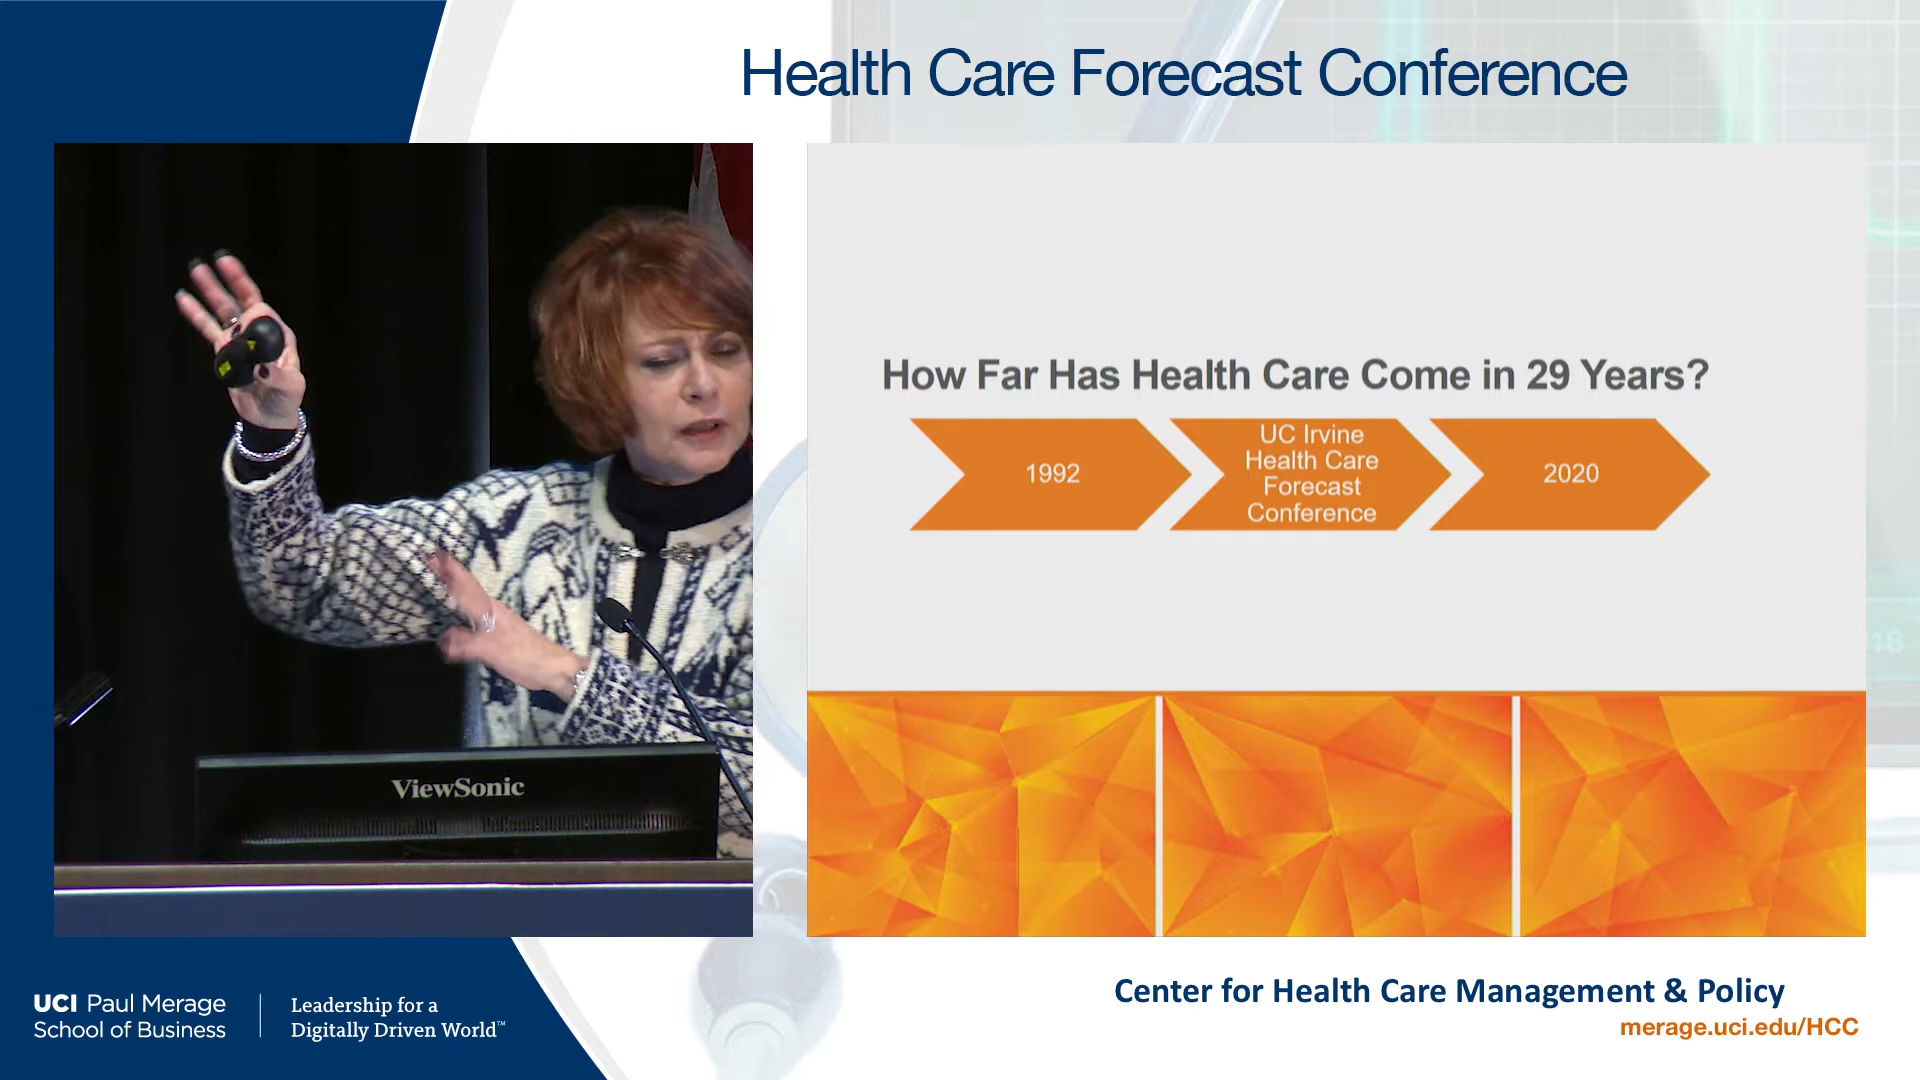 Health Care Forecast Conference
How Far Has Health Care Come in 29 Years?
1992
UC Irvine
Health Care
Forecast
Conference
2020
ViewSonic
18
UCI Paul Merage
School of Business
Leadership for a
Digitally Driven World™
Center for Health Care Management & Policy
merage.uci.edu/HCC